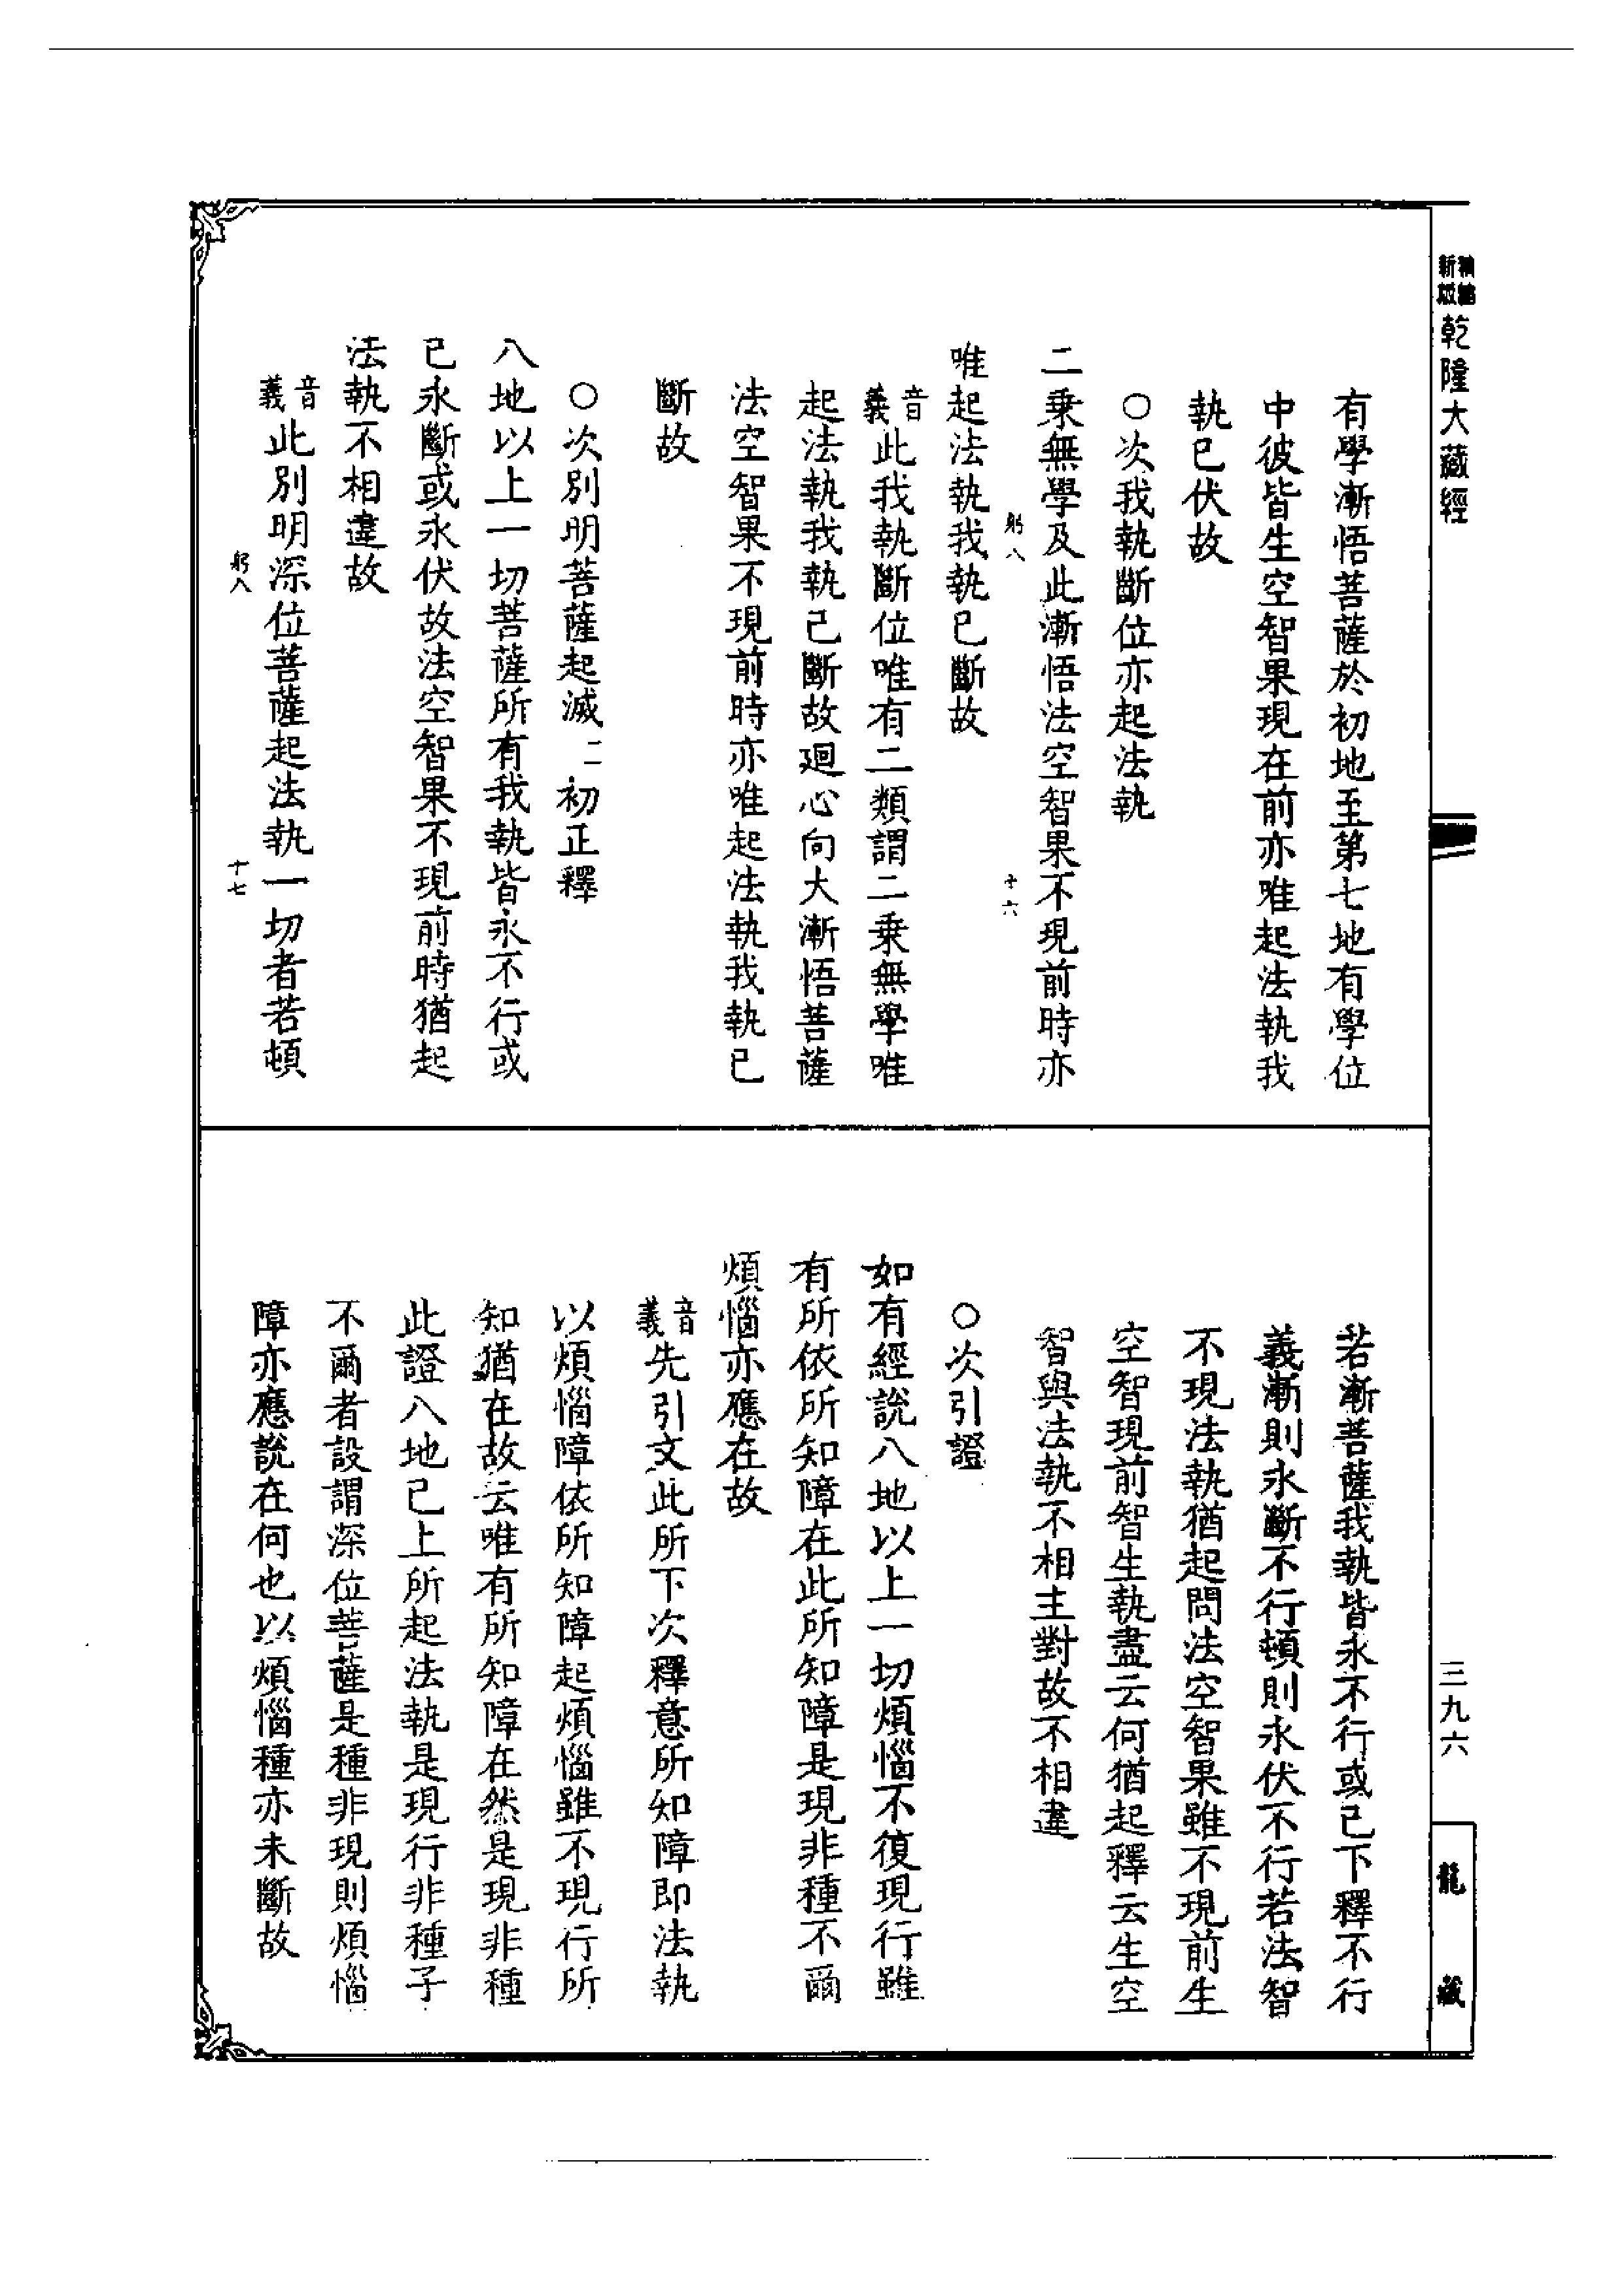 精縮
新版
乾隆大藏經
三九六
龍藏
有學漸悟菩薩於初地至第七地有學位
中彼皆生空智果現在前亦唯起法執我
執已伏故
○次我執斷位亦起法執
二乘無學及此漸悟法空智果不現前時亦
躬八
十六
唯起法執我執已斷故
音義此我執斷位唯有二類謂二乘無學唯
起法執我執已斷故迴心向大漸悟菩薩
法空智果不現前時亦唯起法執我執已
斷故
○次別明菩薩起滅二初正釋
八地以上一切菩薩所有我執皆永不行或
已永斷或永伏故法空智果不現前時猶起
法執不相違故
音義此別明深位菩薩起法執一切者若頓
躬八
十七
若漸菩薩我執皆永不行或已下釋不行
義漸則永斷不行頓則永伏不行若法智
不現法執猶起問法空智果雖不現前生
空智現前智生執盡云何猶起釋云生空
智與法執不相主對故不相違
○次引證
如有經說八地以上一切煩惱不復現行雖
有所依所知障在此所知障是現非種不爾
煩惱亦應在故
音義先引文此所下次釋意所知障即法執
以煩惱障依所知障起煩惱雖不現行所
知猶在故云唯有所知障在然是現非種
此證八地已上所起法執是現行非種子
不爾者設謂深位菩薩是種非現則煩惱
障亦應說在何也以煩惱種亦未斷故